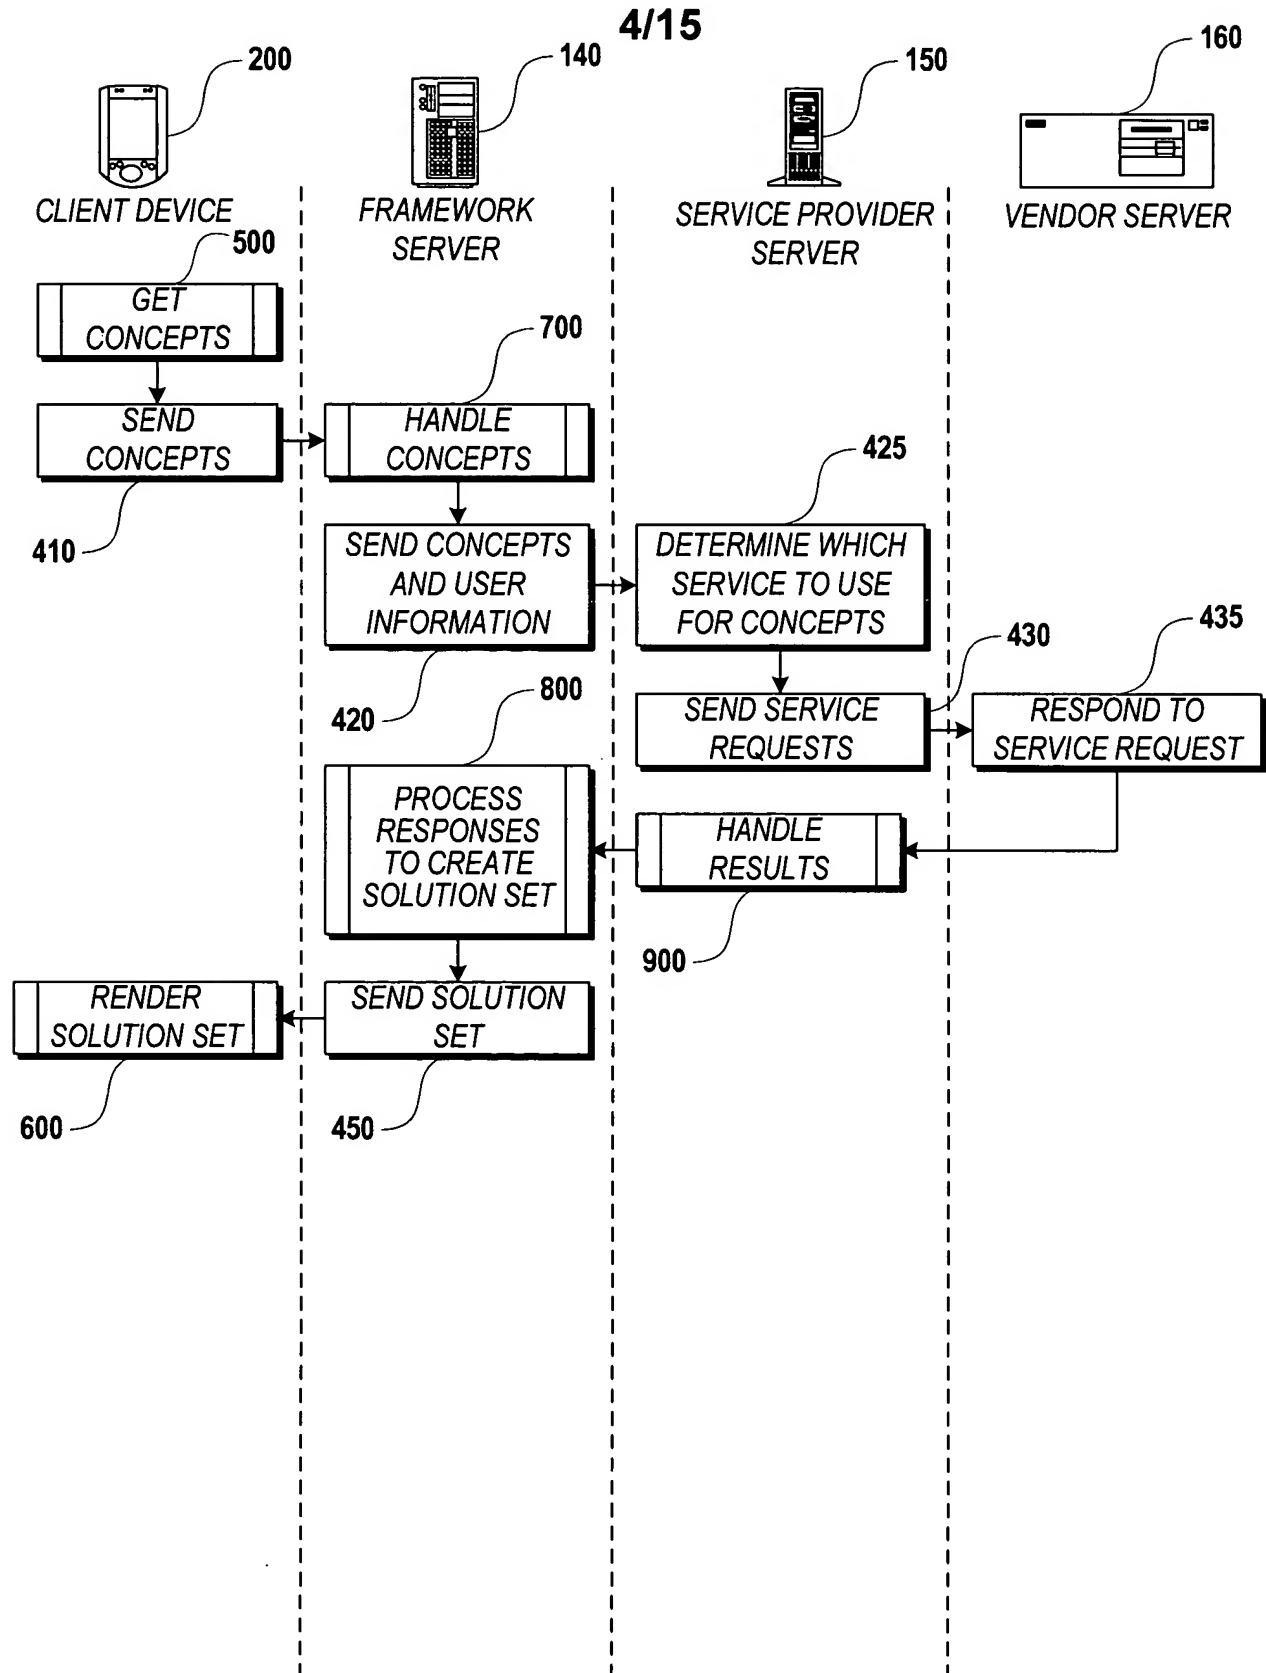 4/15
200
140
150
160
CLIENT DEVICE
FRAMEWORK
SERVER
SERVICE PROVIDER
SERVER
VENDOR SERVER
500
GET
CONCEPTS
700
SEND
CONCEPTS
HANDLE
CONCEPTS
410
425
SEND CONCEPTS
AND USER
INFORMATION
DETERMINE WHICH
SERVICE TO USE
FOR CONCEPTS
420
800
430
435
SEND SERVICE
REQUESTS
RESPOND TO
SERVICE REQUEST
PROCESS
RESPONSES
TO CREATE
SOLUTION SET
HANDLE
RESULTS
900
RENDER
SOLUTION SET
SEND SOLUTION
SET
600
450